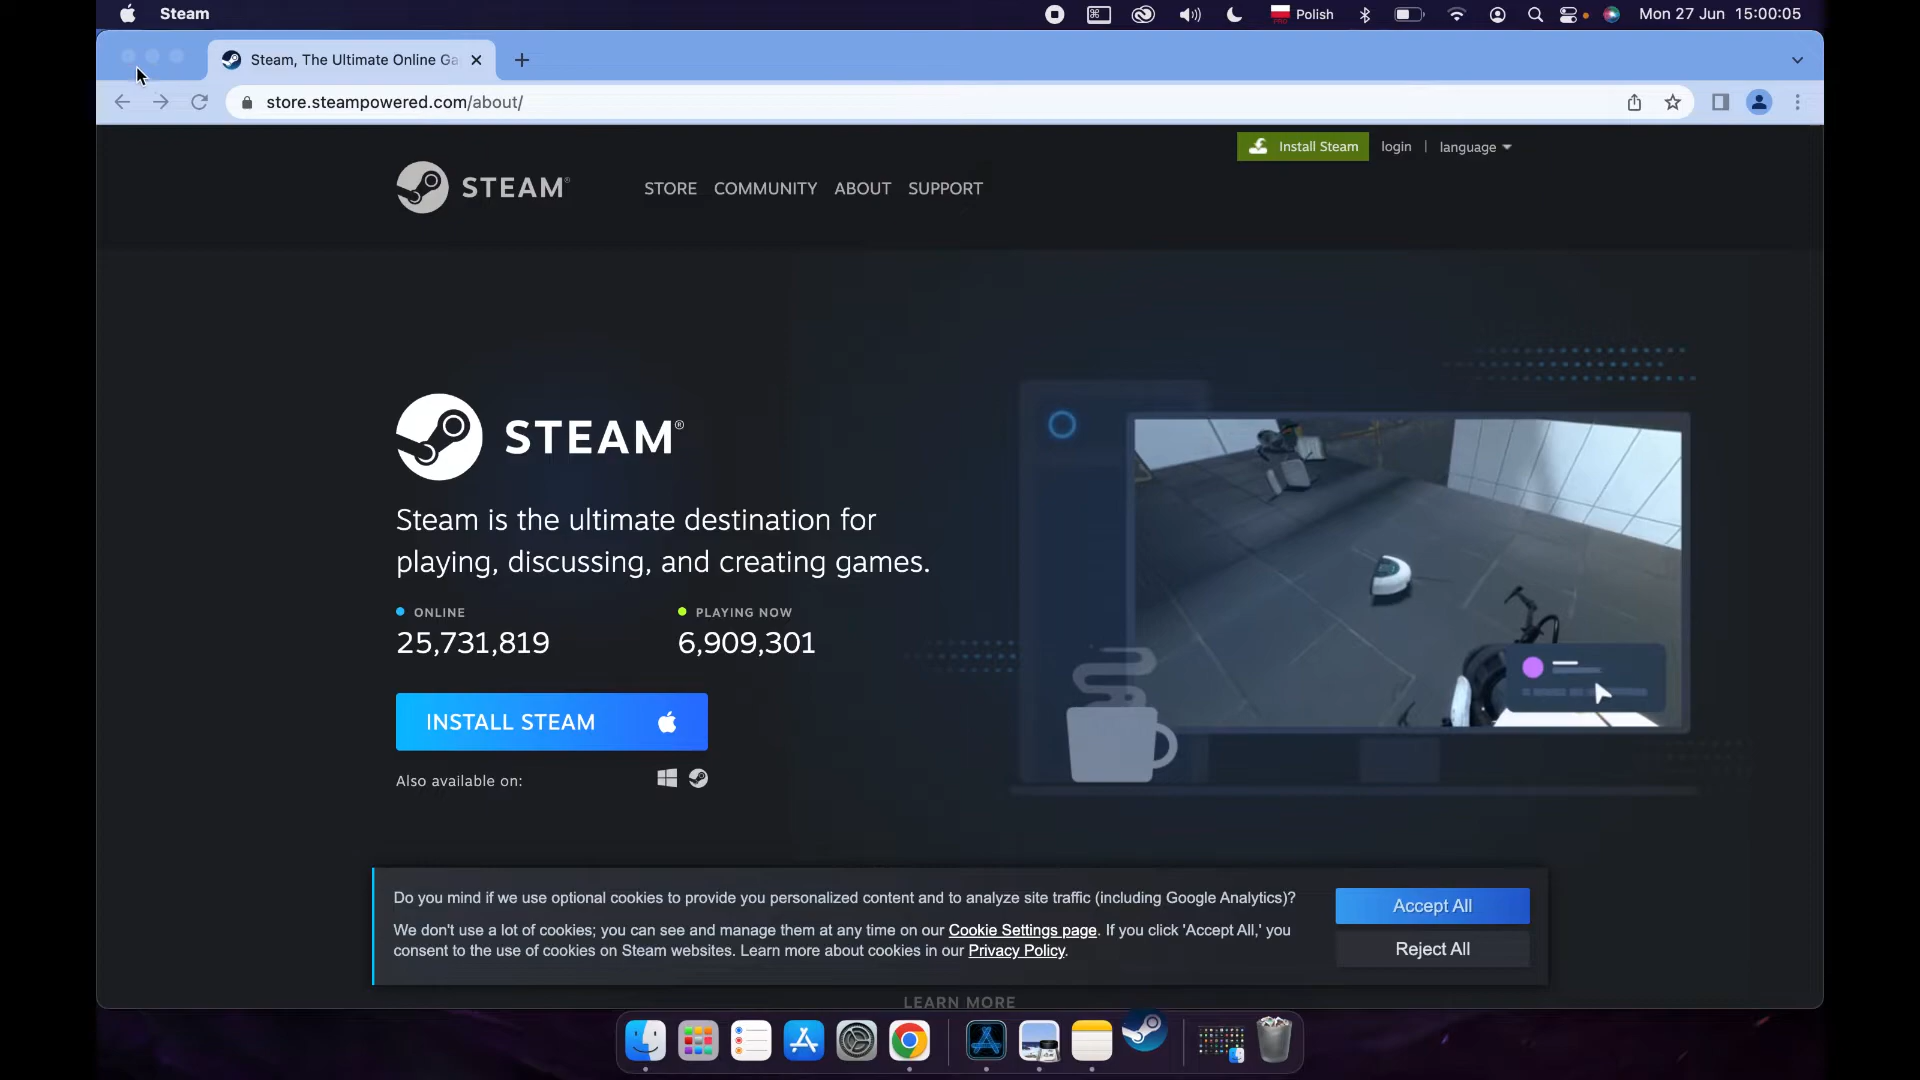 Steam
Polish
Mon 27 Jun 15:00:05
Steam, The Ultimate Online Ga
store.steampowered.com/about/
Install Steam
login
language
STEAM®
STORE COMMUNITY ABOUT SUPPORT
STEAM®
Steam is the ultimate destination for
playing, discussing, and creating games.
ONLINE
25,731,819
PLAYING NOW
6,909,301
INSTALL STEAM
Also available on:
Do you mind if we use optional cookies to provide you personalized content and to analyze site traffic (including Google Analytics)?
We don't use a lot of cookies; you can see and manage them at any time on our Cookie Settings page. If you click 'Accept All,' you
consent to the use of cookies on Steam websites. Learn more about cookies in our Privacy Policy.
Accept All
Reject All
LEARN MORE